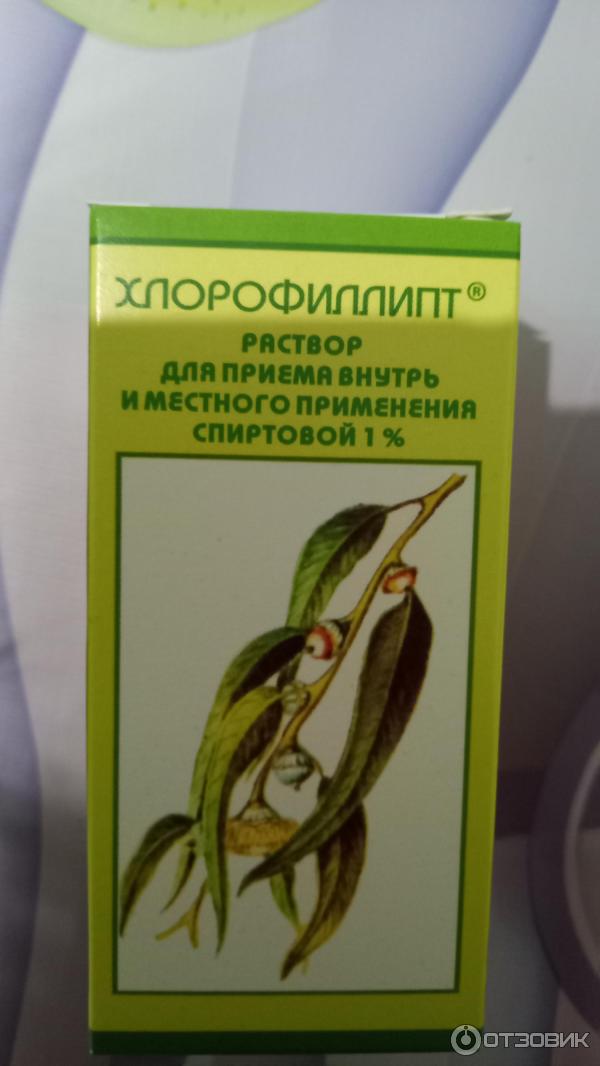 ХЛОРОФИЛЛИПТ®
РАСТВОР
ДЛЯ ПРИЕМА ВНУТРЬ
И МЕСТНОГО ПРИМЕНЕНИЯ
СПИРТОВОЙ 1 %
ОТЗОВИК